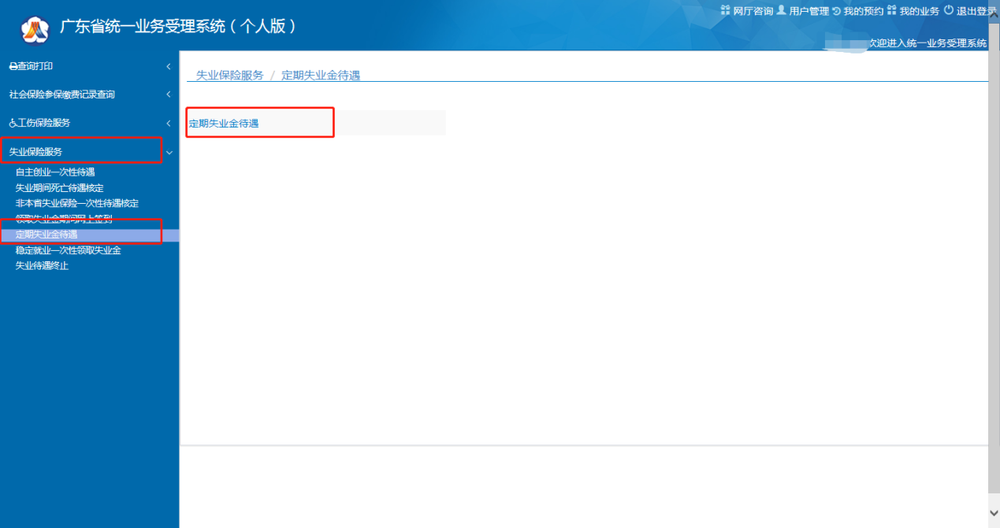 网厅咨询 用户管理 我的预约 我的业务 退出登录
广东省统一业务受理系统（个人版）
欢迎进入统一业务受理系统
查询打印
社会保险参保缴费记录查询
工伤保险服务
失业保险服务
自主创业一次性待遇
失业期间死亡待遇核定
非本省失业保险一次性待遇核定
领取失业金期间网上签到
定期失业金待遇
稳定就业一次性领取失业金
失业待遇终止
失业保险服务 / 定期失业金待遇
定期失业金待遇